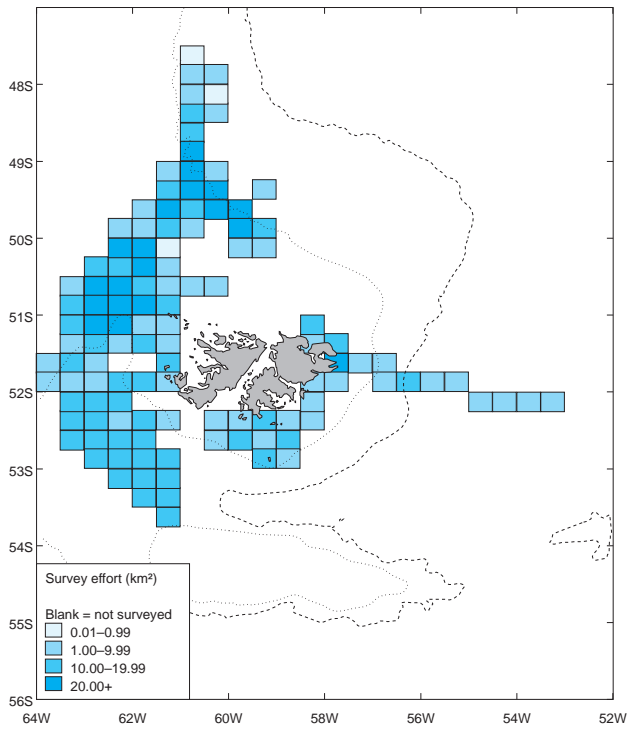 48S
49S
50S
51S
52S
53S
54S
55S
56S
Survey effort (km²)
Blank = not surveyed
0.01–0.99
1.00–9.99
10.00–19.99
20.00+
64W 62W 60W 58W 56W 54W 52W